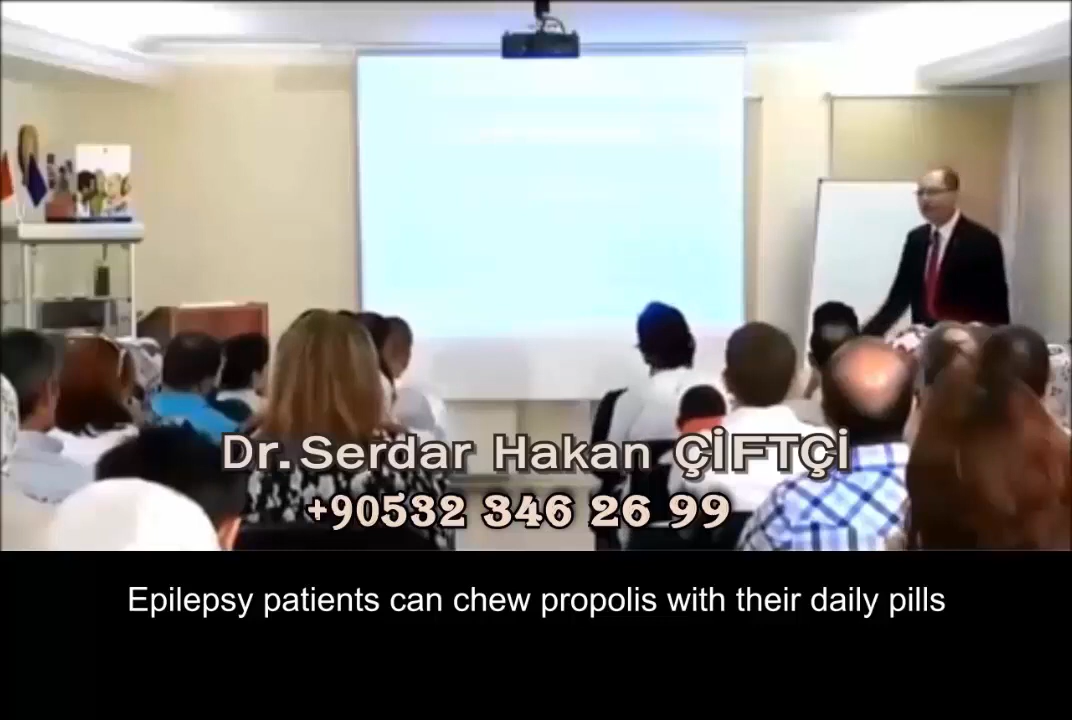 Dr. Serdar Hakan ÇİFTÇİ
+90532 346 26 99
Epilepsy patients can chew propolis with their daily pills